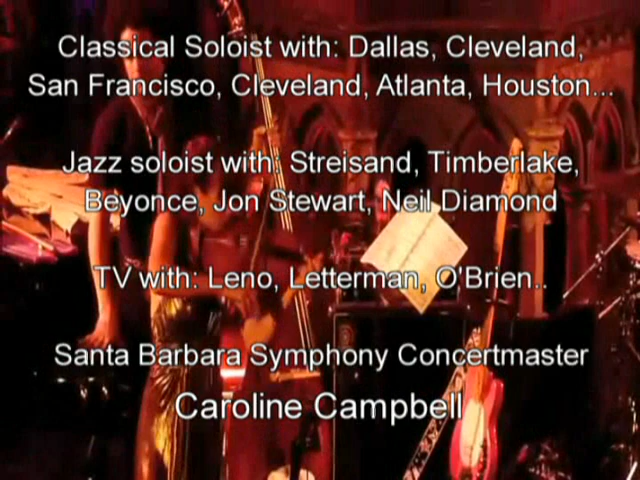 Classical Soloist with: Dallas, Cleveland,
San Francisco, Cleveland, Atlanta, Houston...
Jazz soloist with: Streisand, Timberlake,
Beyonce, Jon Stewart, Neil Diamond
TV with: Leno, Letterman, O'Brien..
Santa Barbara Symphony Concertmaster
Caroline Campbell